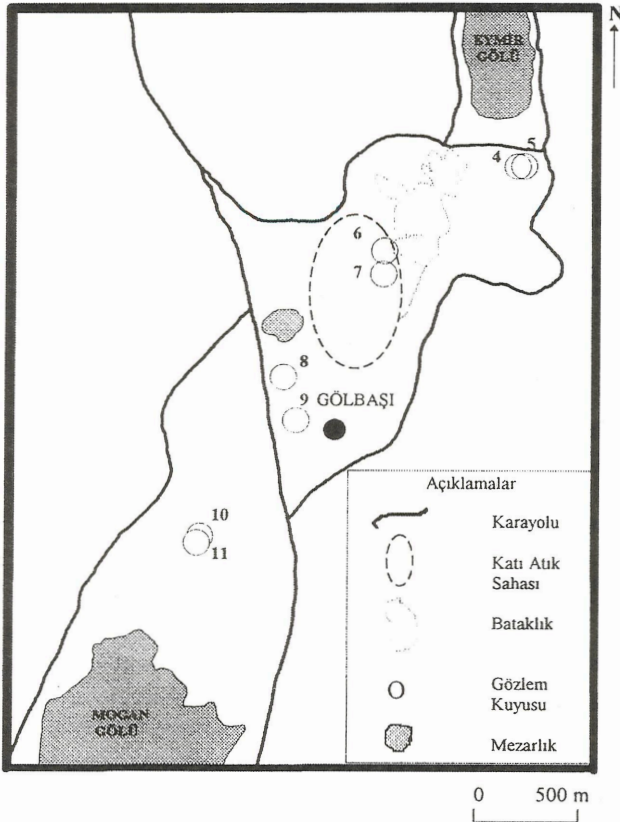 N
KYMİR
GÖLÜ
5
4
6
7
8
9 GÖLBAŞI
10
11
MOGAN
GÖLÜ
Açıklamalar
Karayolu
Katı Atık
Sahası
Bataklık
Gözlem
Kuyusu
Mezarlık
0 500 m